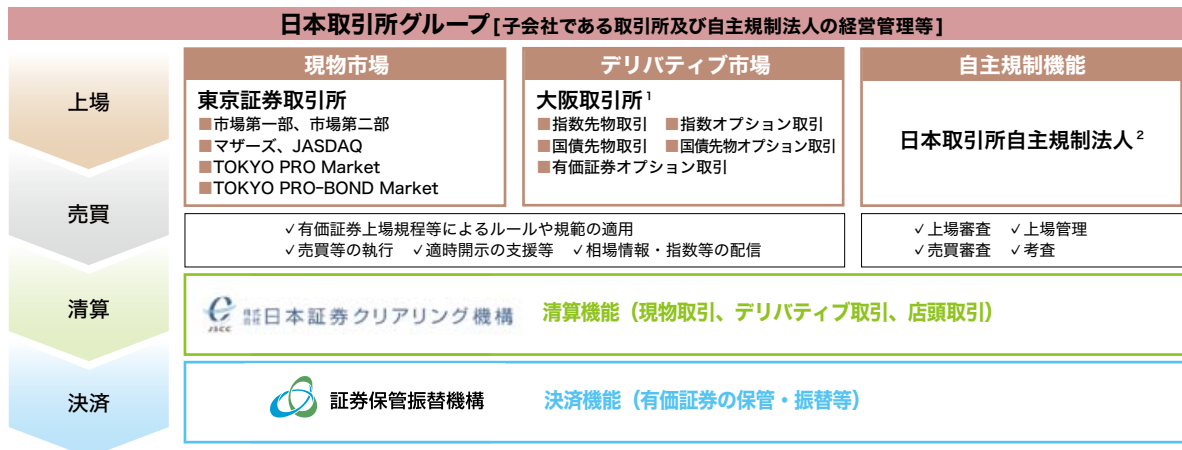 日本取引所グループ[子会社である取引所及び自主規制法人の経営管理等]
上場
売買
清算
決済
現物市場
東京証券取引所
■市場第一部、市場第二部
■マザーズ、JASDAQ
■TOKYO PRO Market
■TOKYO PRO-BOND Market
デリバティブ市場
大阪取引所1
■指数先物取引 ■指数オプション取引
■国債先物取引 ■国債先物オプション取引
■有価証券オプション取引
自主規制機能
日本取引所自主規制法人2
✓有価証券上場規程等によるルールや規範の適用
✓売買等の執行 ✓適時開示の支援等 ✓相場情報・指数等の配信
✓上場審査 ✓上場管理
✓売買審査 ✓考査
JSCC
株式会社日本証券クリアリング機構
清算機能（現物取引、デリバティブ取引、店頭取引）
証券保管振替機構
決済機能（有価証券の保管・振替等）